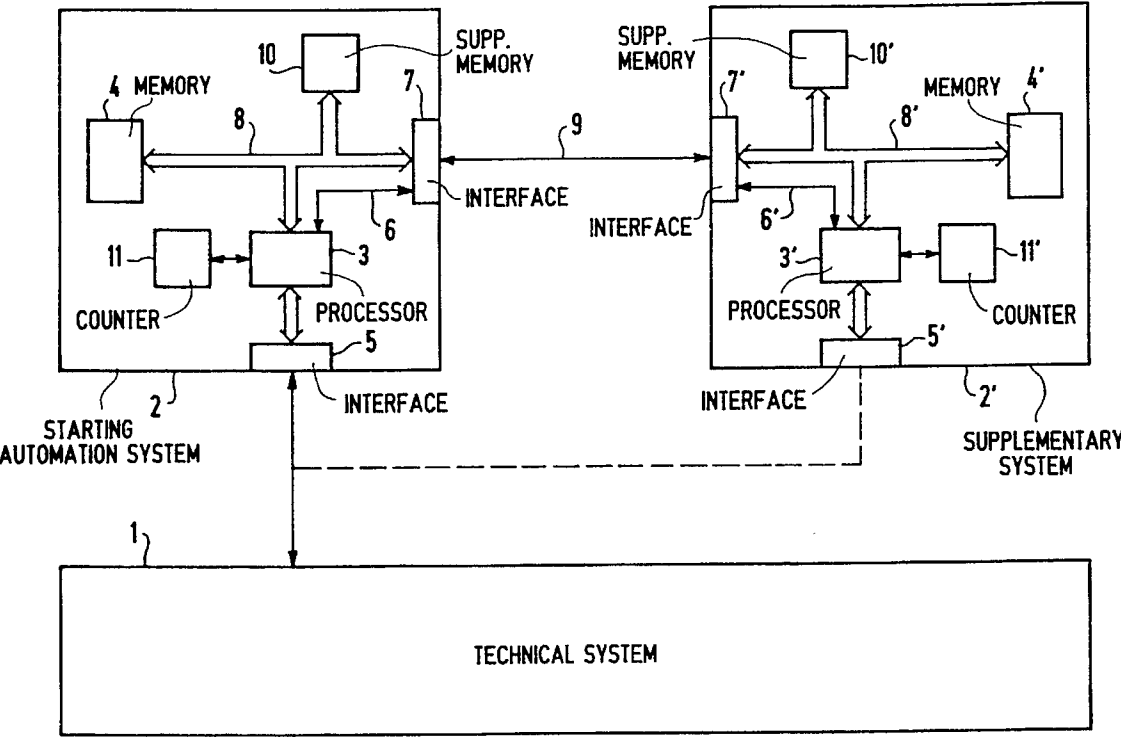 10
SUPP.
MEMORY
7
4
MEMORY
8
INTERFACE
6
11
3
COUNTER
PROCESSOR
5
INTERFACE
2
STARTING
AUTOMATION SYSTEM
9
SUPP.
MEMORY
10'
7'
MEMORY
4'
8'
INTERFACE
6'
3'
11'
PROCESSOR
COUNTER
5'
INTERFACE
2'
SUPPLEMENTARY
SYSTEM
1
TECHNICAL SYSTEM